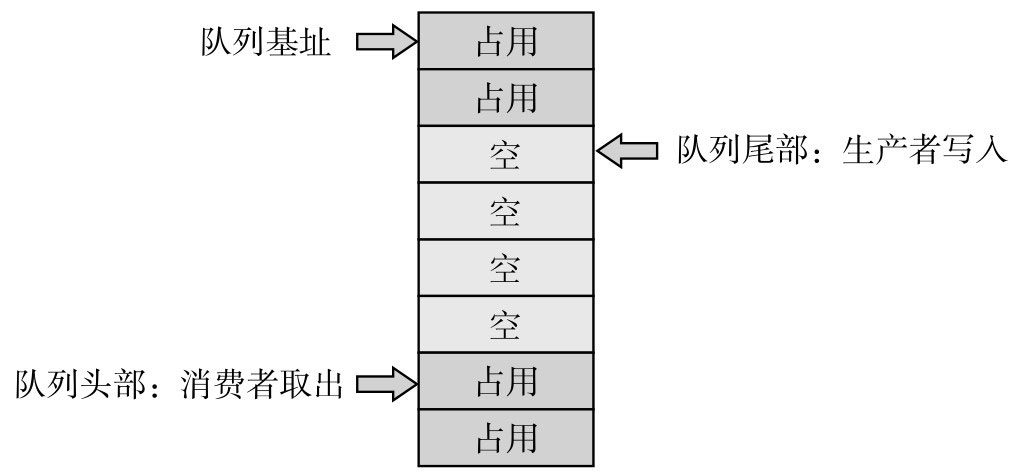 队列基址
占用
占用
空
队列尾部：生产者写入
空
空
空
队列头部：消费者取出
占用
占用